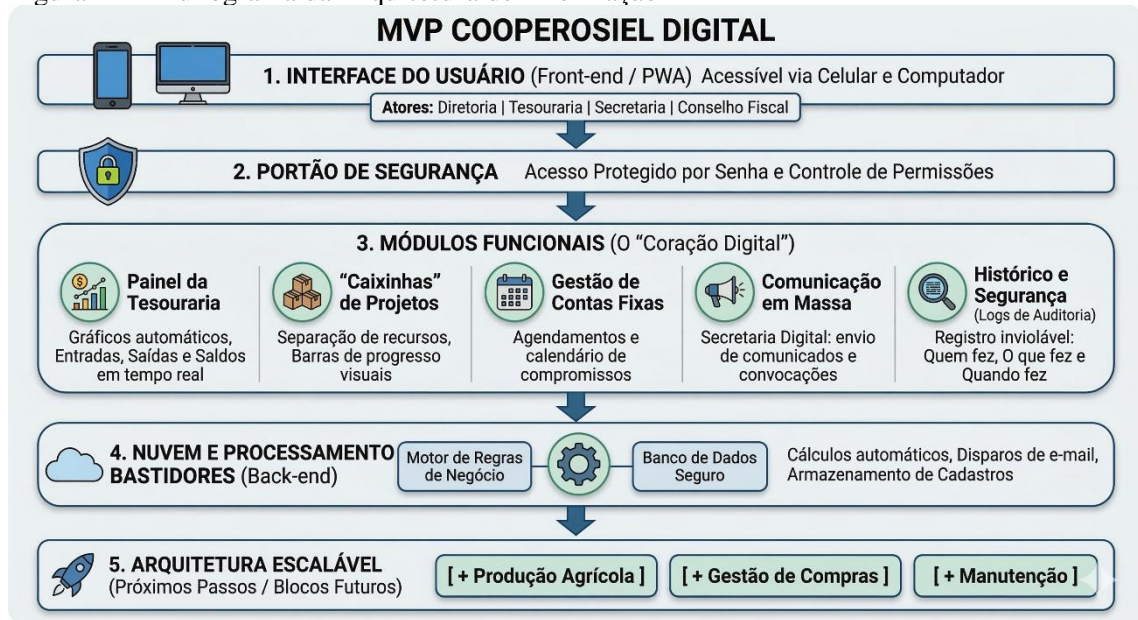 MVP COOPEROSIEL DIGITAL
1. INTERFACE DO USUÁRIO (Front-end / PWA) Acessível via Celular e Computador
Atores: Diretoria | Tesouraria | Secretaria | Conselho Fiscal
2. PORTÃO DE SEGURANÇA Acesso Protegido por Senha e Controle de Permissões
3. MÓDULOS FUNCIONAIS (O “Coração Digital”)
Painel da
Tesouraria
Gráficos automáticos,
Entradas, Saídas e Saldos
em tempo real
“Caixinhas”
de Projetos
Separação de recursos,
Barras de progresso
visuais
Gestão de
Contas Fixas
Agendamentos e
calendário de
compromissos
Comunicação
em Massa
Secretaria Digital: envio
de comunicados e
convocações
Histórico e
Segurança
(Logs de Auditoria)
Registro inviolável:
Quem fez, O que fez e
Quando fez
4. NUVEM E PROCESSAMENTO
BASTIDORES (Back-end)
Motor de Regras
de Negócio
Banco de Dados
Seguro
Cálculos automáticos, Disparos de e-mail,
Armazenamento de Cadastros
5. ARQUITETURA ESCALÁVEL
(Próximos Passos / Blocos Futuros)
[ + Produção Agrícola ]
[ + Gestão de Compras ]
[ + Manutenção ]